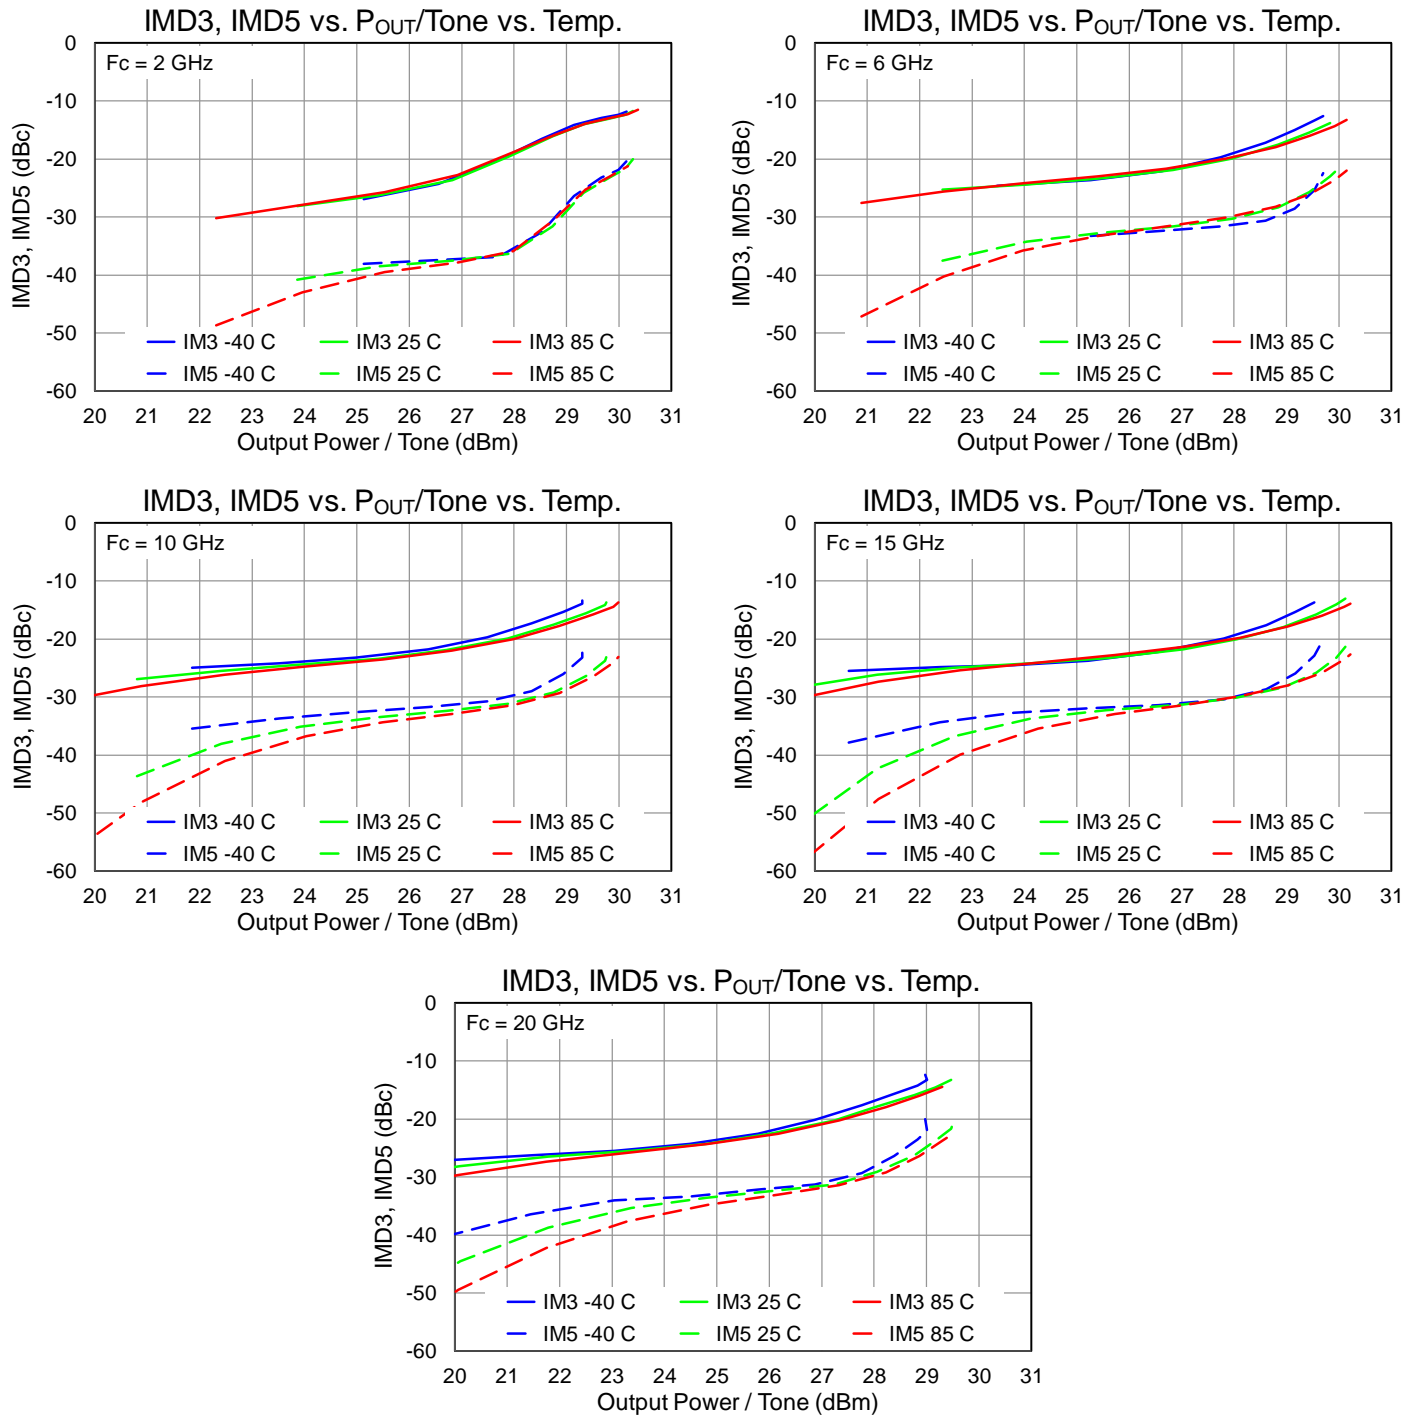 IMD3, IMD5 vs. POUT/Tone vs. Temp.
Fc = 2 GHz
IMD3, IMD5 (dBc)
0
-10
-20
-30
-40
-50
-60
IM3 -40 C IM3 25 C IM3 85 C
IM5 -40 C IM5 25 C IM5 85 C
20 21 22 23 24 25 26 27 28 29 30 31
Output Power / Tone (dBm)
IMD3, IMD5 vs. POUT/Tone vs. Temp.
Fc = 6 GHz
IMD3, IMD5 (dBc)
0
-10
-20
-30
-40
-50
-60
IM3 -40 C IM3 25 C IM3 85 C
IM5 -40 C IM5 25 C IM5 85 C
20 21 22 23 24 25 26 27 28 29 30 31
Output Power / Tone (dBm)
IMD3, IMD5 vs. POUT/Tone vs. Temp.
Fc = 10 GHz
IMD3, IMD5 (dBc)
0
-10
-20
-30
-40
-50
-60
IM3 -40 C IM3 25 C IM3 85 C
IM5 -40 C IM5 25 C IM5 85 C
20 21 22 23 24 25 26 27 28 29 30 31
Output Power / Tone (dBm)
IMD3, IMD5 vs. POUT/Tone vs. Temp.
Fc = 15 GHz
IMD3, IMD5 (dBc)
0
-10
-20
-30
-40
-50
-60
IM3 -40 C IM3 25 C IM3 85 C
IM5 -40 C IM5 25 C IM5 85 C
20 21 22 23 24 25 26 27 28 29 30 31
Output Power / Tone (dBm)
IMD3, IMD5 vs. POUT/Tone vs. Temp.
Fc = 20 GHz
IMD3, IMD5 (dBc)
0
-10
-20
-30
-40
-50
-60
IM3 -40 C IM3 25 C IM3 85 C
IM5 -40 C IM5 25 C IM5 85 C
20 21 22 23 24 25 26 27 28 29 30 31
Output Power / Tone (dBm)